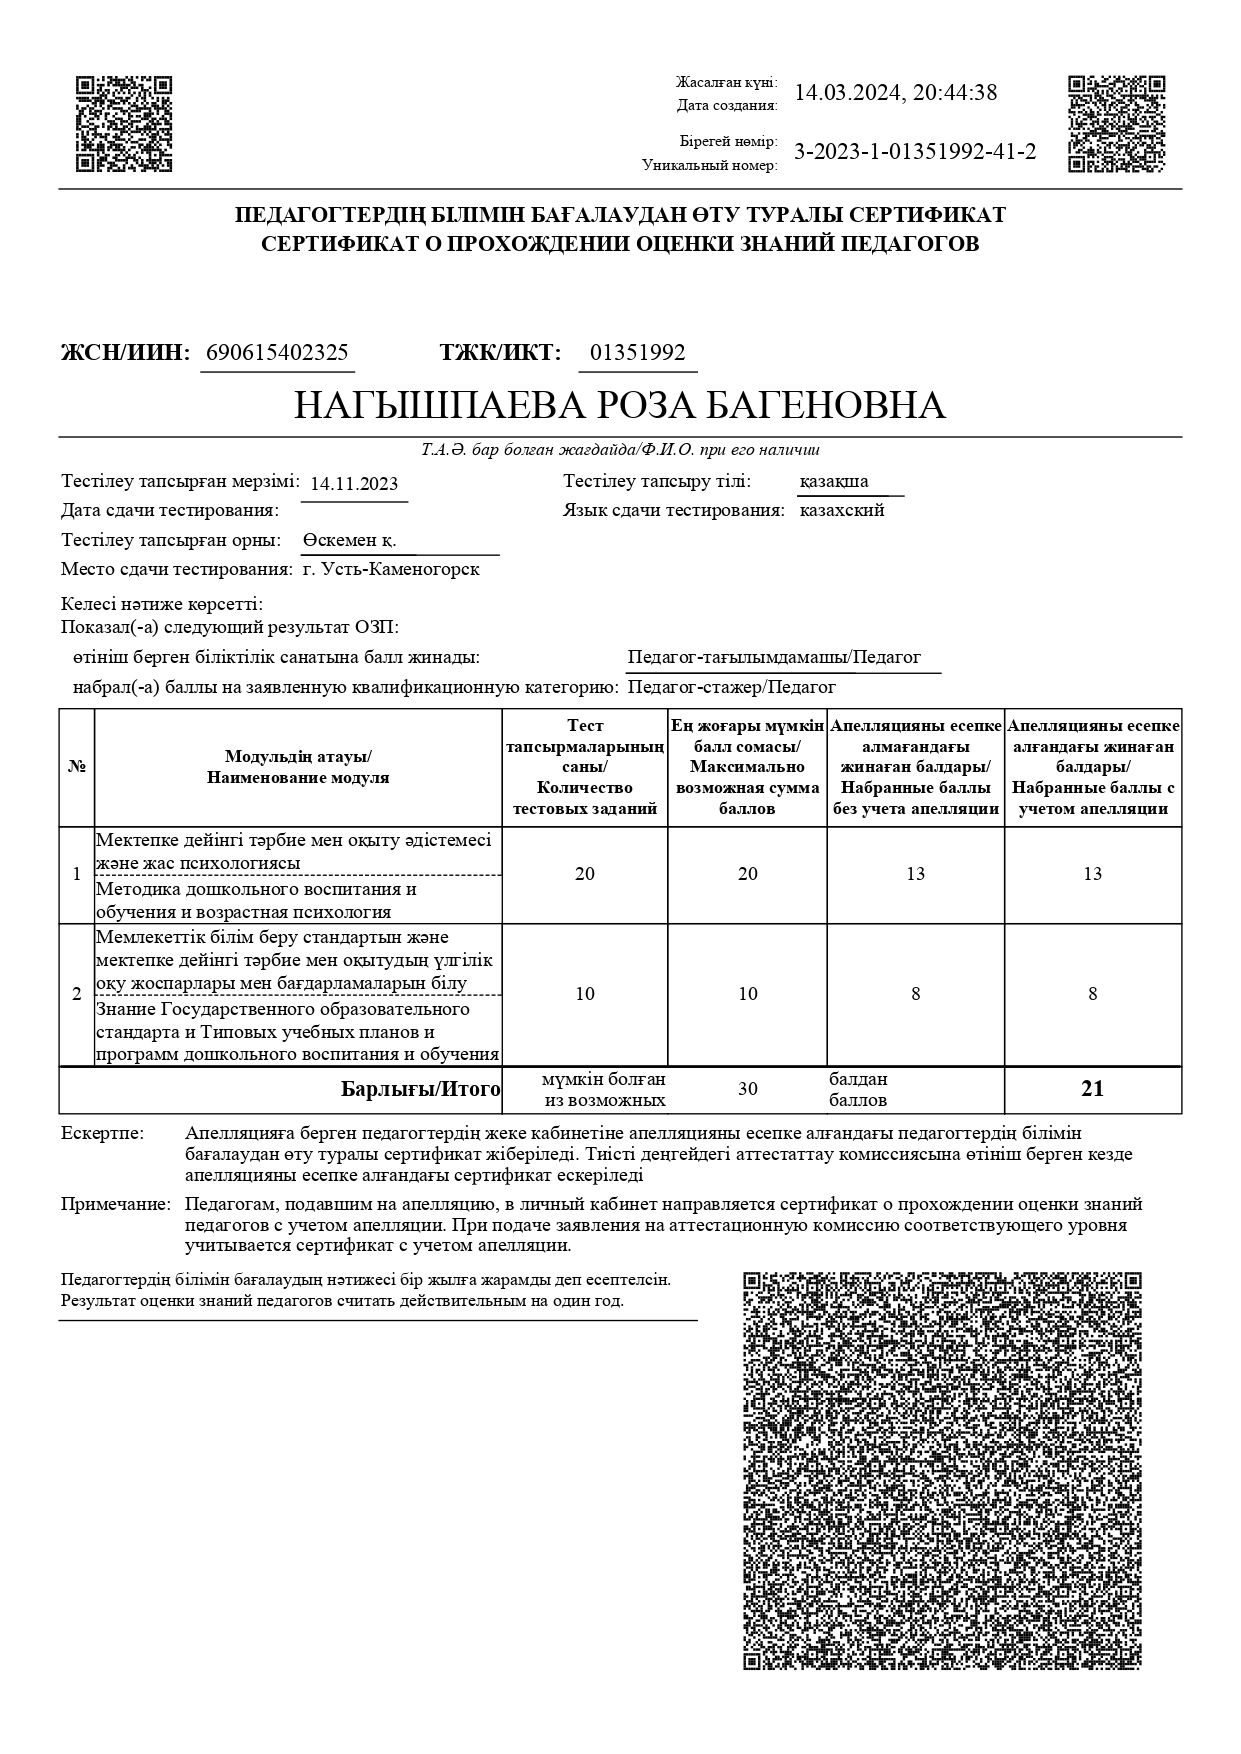 Жасалған күні:
Дата создания:
14.03.2024, 20:44:38
Бірегей нөмір:
Уникальный номер:
3-2023-1-01351992-41-2
ПЕДАГОГТЕРДІҢ БІЛІМІН БАҒАЛАУДАН ӨТУ ТУРАЛЫ СЕРТИФИКАТ
СЕРТИФИКАТ О ПРОХОЖДЕНИИ ОЦЕНКИ ЗНАНИЙ ПЕДАГОГОВ
ЖСН/ИИН: 690615402325 ТЖК/ИКТ: 01351992
НАГЫШПАЕВА РОЗА БАГЕНОВНА
Т.А.Ә. бар болған жағдайда/Ф.И.О. при его наличии
Тестілеу тапсырған мерзімі: 14.11.2023 Тестілеу тапсыру тілі: қазақша
Дата сдачи тестирования: Язык сдачи тестирования: казахский
Тестілеу тапсырған орны: Өскемен қ.
Место сдачи тестирования: г. Усть-Каменогорск
Келесі нәтиже көрсетті:
Показал(-а) следующий результат ОЗП:
өтініш берген біліктілік санатына балл жинады: Педагог-тағылымдамашы/Педагог
набрал(-а) баллы на заявленную квалификационную категорию: Педагог-стажер/Педагог
№
Модульдің атауы/
Наименование модуля
Тест
тапсырмаларының
саны/
Количество
тестовых заданий
Ең жоғары мүмкін
балл сомасы/
Максимально
возможная сумма
баллов
Апелляцияны есепке
алмағандағы
жинаған балдары/
Набранные баллы
без учета апелляции
Апелляцияны есепке
алғандағы жинаған
балдары/
Набранные баллы с
учетом апелляции
1
Мектепке дейінгі тәрбие мен оқыту әдістемесі
және жас психологиясы
Методика дошкольного воспитания и
обучения и возрастная психология
20 20 13 13
2
Мемлекеттік білім беру стандартын және
мектепке дейінгі тәрбие мен оқытудың үлгілік
оқу жоспарлары мен бағдарламаларын білу
Знание Государственного образовательного
стандарта и Типовых учебных планов и
программ дошкольного воспитания и обучения
10 10 8 8
Барлығы/Итого
мүмкін болған
из возможных
30
балдан
баллов
21
Ескертпе: Апелляцияға берген педагогтердің жеке кабинетіне апелляцияны есепке алғандағы педагогтердің білімін
бағалаудан өту туралы сертификат жіберіледі. Тиісті деңгейдегі аттестаттау комиссиясына өтініш берген кезде
апелляцияны есепке алғандағы сертификат ескеріледі
Примечание: Педагогам, подавшим на апелляцию, в личный кабинет направляется сертификат о прохождении оценки знаний
педагогов с учетом апелляции. При подаче заявления на аттестационную комиссию соответствующего уровня
учитывается сертификат с учетом апелляции.
Педагогтердің білімін бағалаудың нәтижесі бір жылға жарамды деп есептелсін.
Результат оценки знаний педагогов считать действительным на один год.